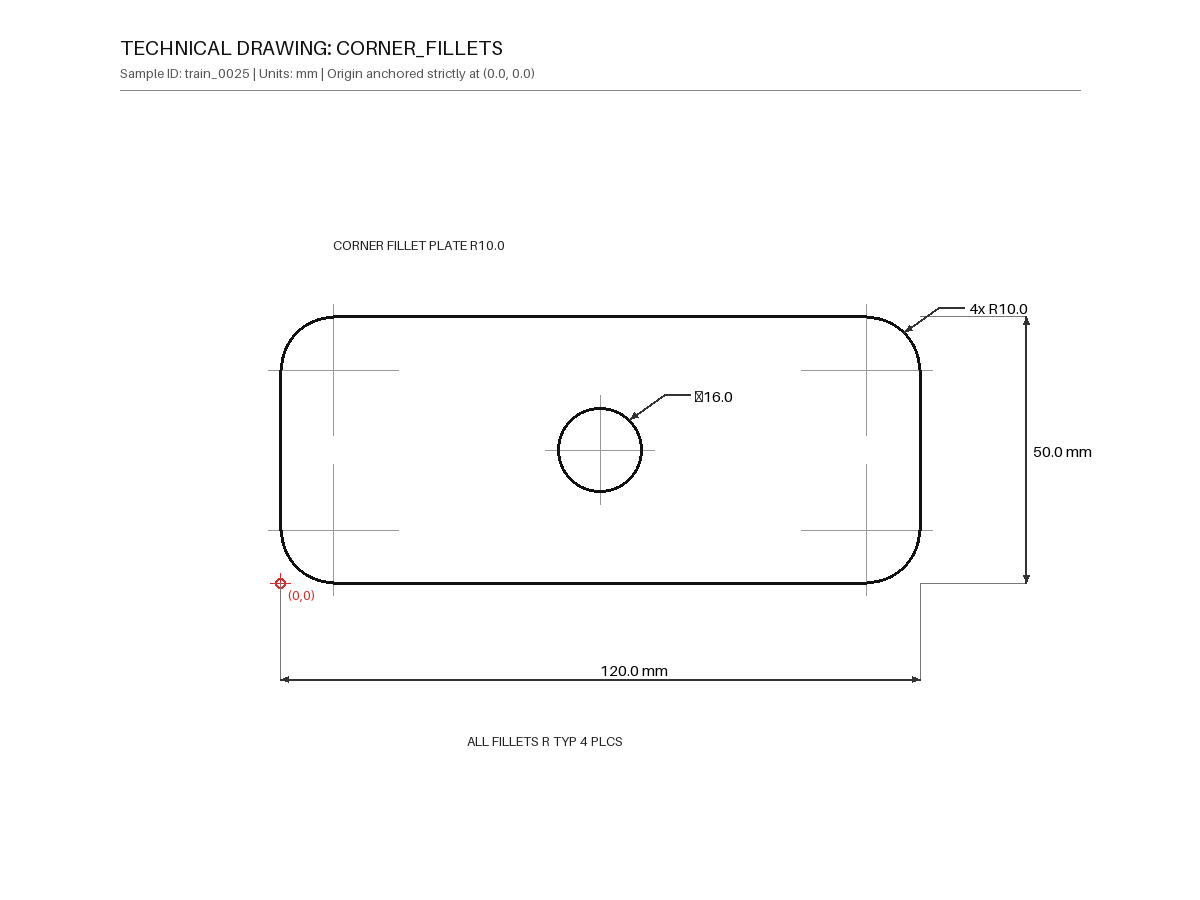 TECHNICAL DRAWING: CORNER_FILLETS
Sample ID: train_0025 | Units: mm | Origin anchored strictly at (0.0, 0.0)
CORNER FILLET PLATE R10.0
4x R10.0
16.0
50.0 mm
(0,0)
120.0 mm
ALL FILLETS R TYP 4 PLCS